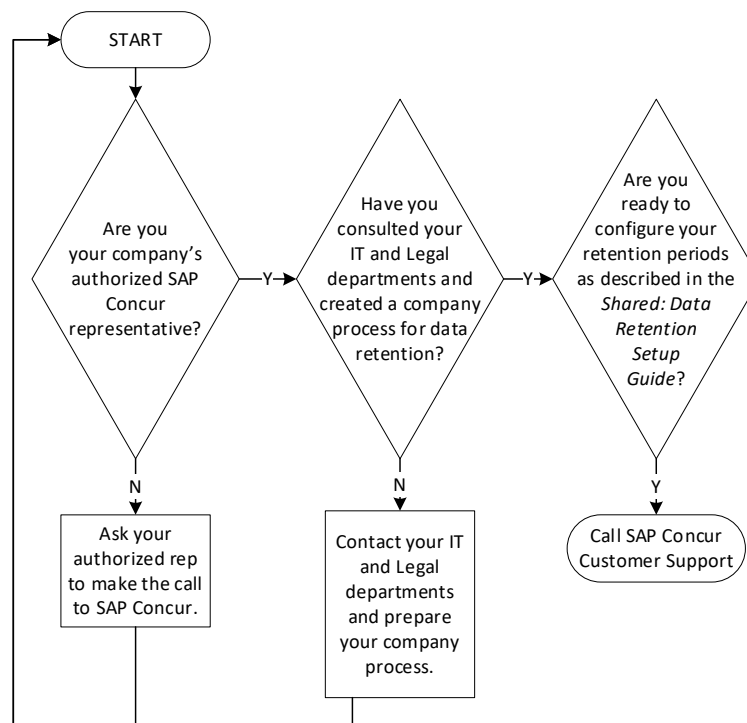 START
Are you
your company's
authorized SAP
Concur
representative?
Y
Have you
consulted your
IT and Legal
departments and
created a company
process for data
retention?
Y
Are you
ready to
configure your
retention periods
as described in the
Shared: Data
Retention
Setup
Guide?
N
N
Y
Ask your
authorized rep
to make the call
to SAP Concur.
Contact your IT
and Legal
departments
and prepare
your company
process.
Call SAP Concur
Customer Support